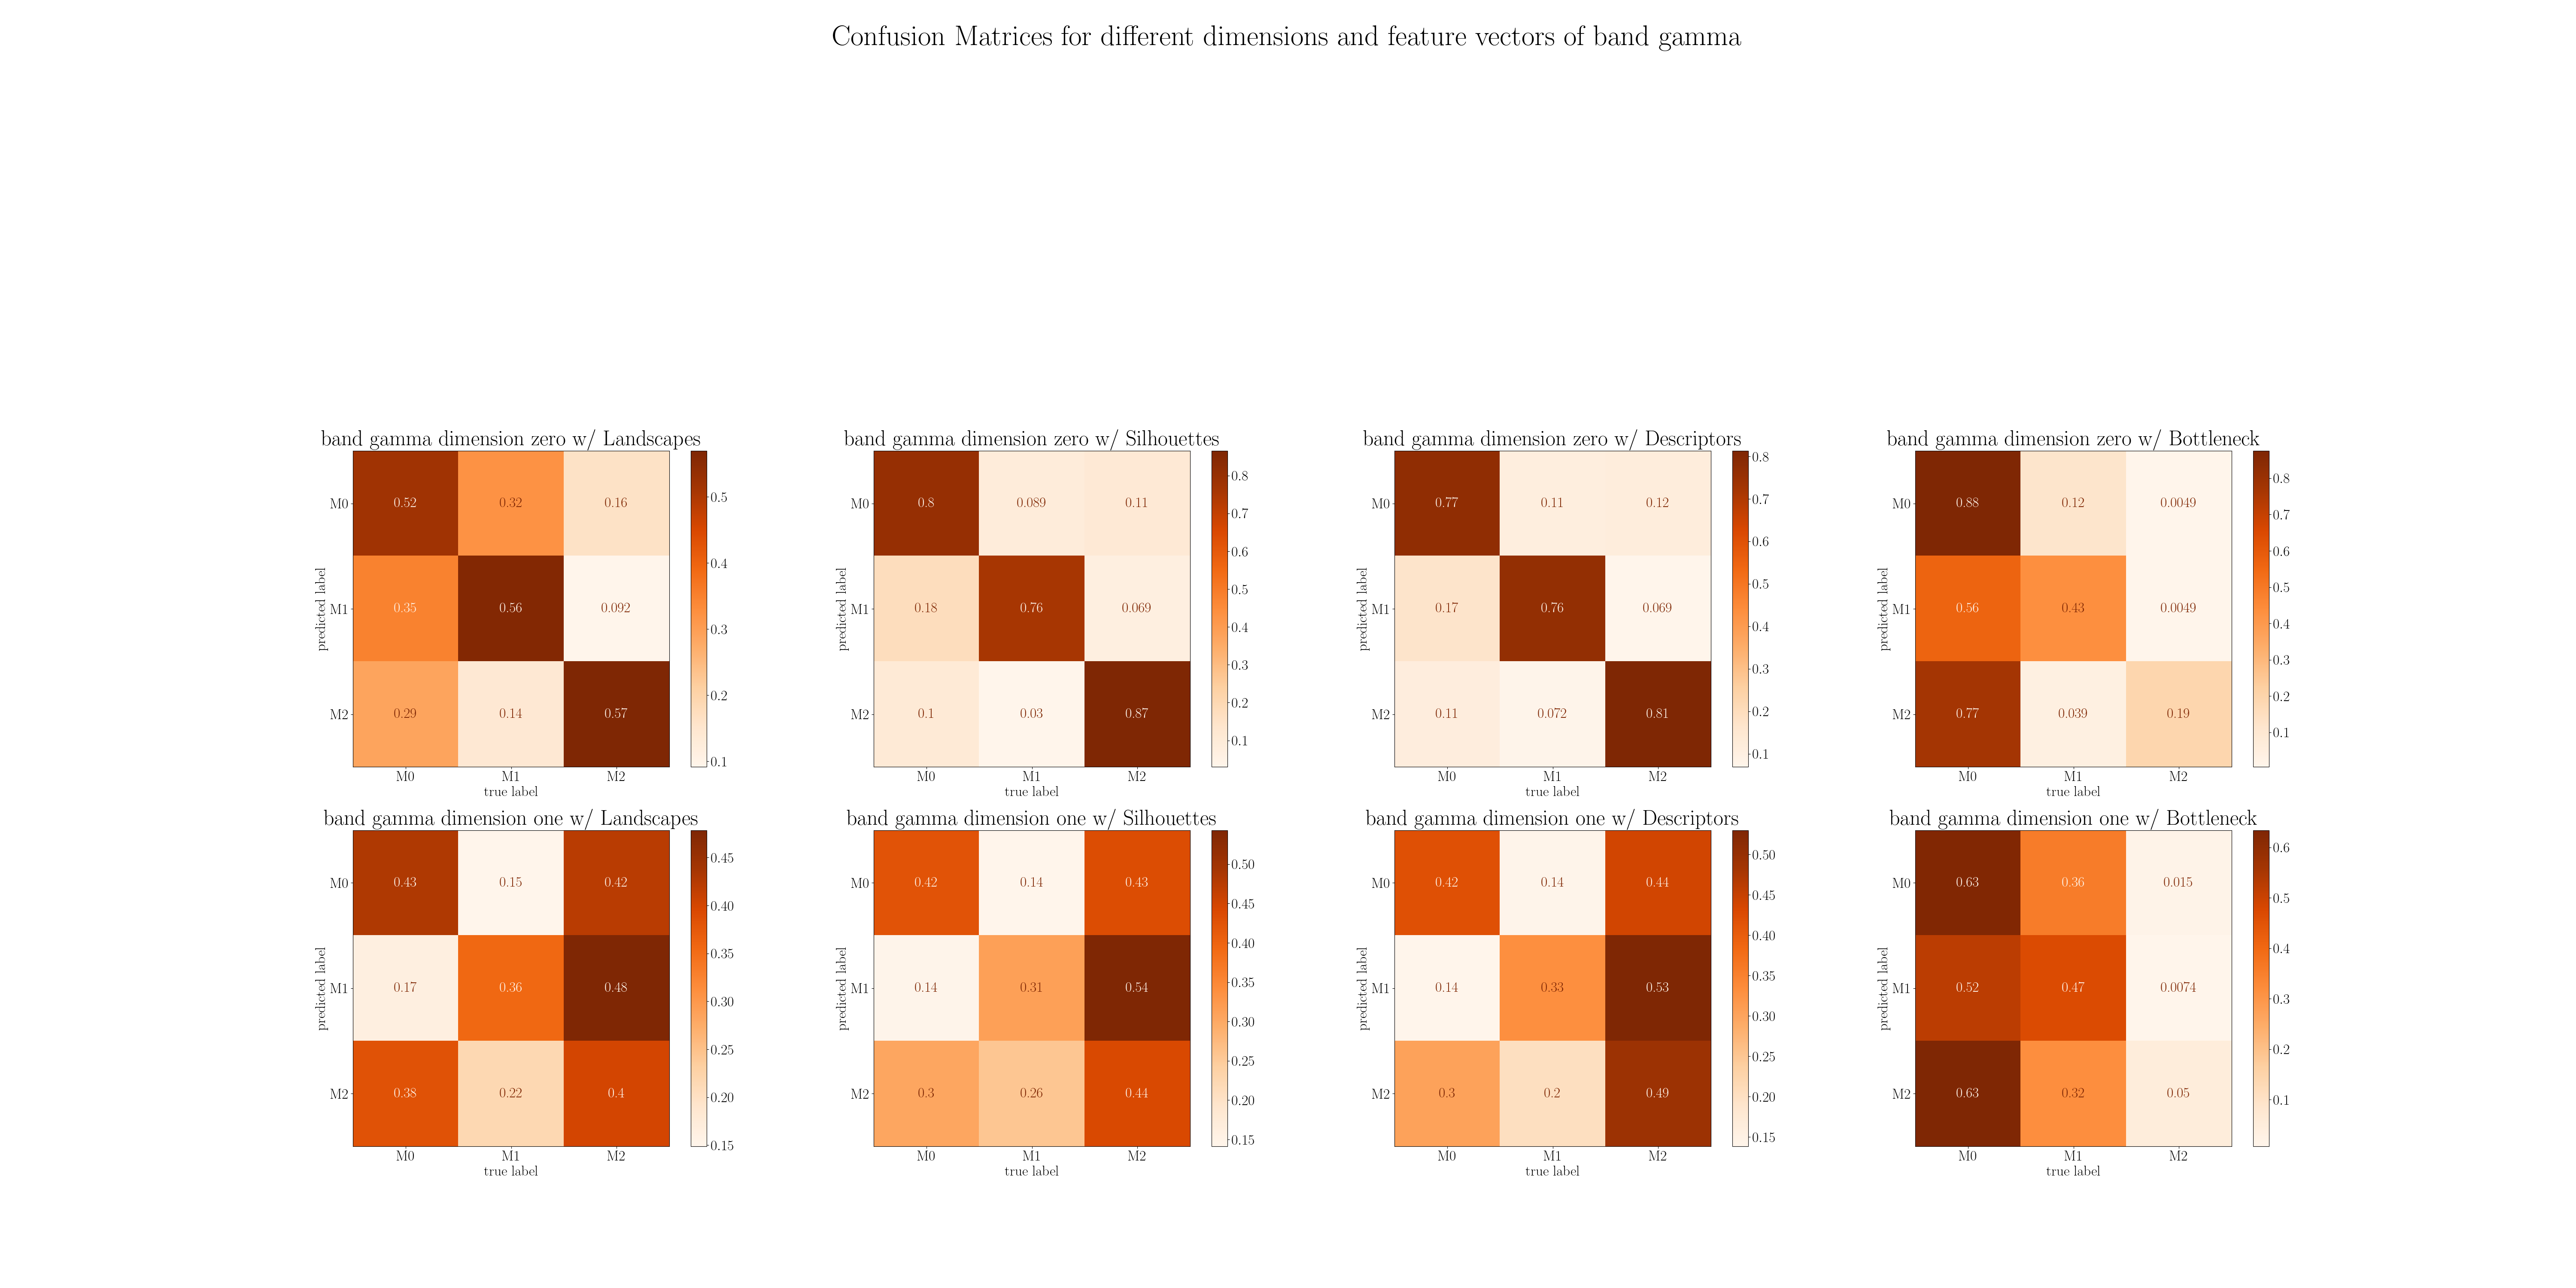 Confusion Matrices for different dimensions and feature vectors of band gamma
band gamma dimension zero w/ Landscapes
M0 0.52 0.32 0.16
M1 0.35 0.56 0.092
M2 0.29 0.14 0.57
M0 M1 M2
true label
predicted label
0.5
0.4
0.3
0.2
0.1
band gamma dimension zero w/ Silhouettes
M0 0.8 0.089 0.11
M1 0.18 0.76 0.069
M2 0.1 0.03 0.87
M0 M1 M2
true label
predicted label
0.8
0.7
0.6
0.5
0.4
0.3
0.2
0.1
band gamma dimension zero w/ Descriptors
M0 0.77 0.11 0.12
M1 0.17 0.76 0.069
M2 0.11 0.072 0.81
M0 M1 M2
true label
predicted label
0.8
0.7
0.6
0.5
0.4
0.3
0.2
0.1
band gamma dimension zero w/ Bottleneck
M0 0.88 0.12 0.0049
M1 0.56 0.43 0.0049
M2 0.77 0.039 0.19
M0 M1 M2
true label
predicted label
0.8
0.7
0.6
0.5
0.4
0.3
0.2
0.1
band gamma dimension one w/ Landscapes
M0 0.43 0.15 0.42
M1 0.17 0.36 0.48
M2 0.38 0.22 0.4
M0 M1 M2
true label
predicted label
0.45
0.40
0.35
0.30
0.25
0.20
0.15
band gamma dimension one w/ Silhouettes
M0 0.42 0.14 0.43
M1 0.14 0.31 0.54
M2 0.3 0.26 0.44
M0 M1 M2
true label
predicted label
0.50
0.45
0.40
0.35
0.30
0.25
0.20
0.15
band gamma dimension one w/ Descriptors
M0 0.42 0.14 0.44
M1 0.14 0.33 0.53
M2 0.3 0.2 0.49
M0 M1 M2
true label
predicted label
0.50
0.45
0.40
0.35
0.30
0.25
0.20
0.15
band gamma dimension one w/ Bottleneck
M0 0.63 0.36 0.015
M1 0.52 0.47 0.0074
M2 0.63 0.32 0.05
M0 M1 M2
true label
predicted label
0.6
0.5
0.4
0.3
0.2
0.1